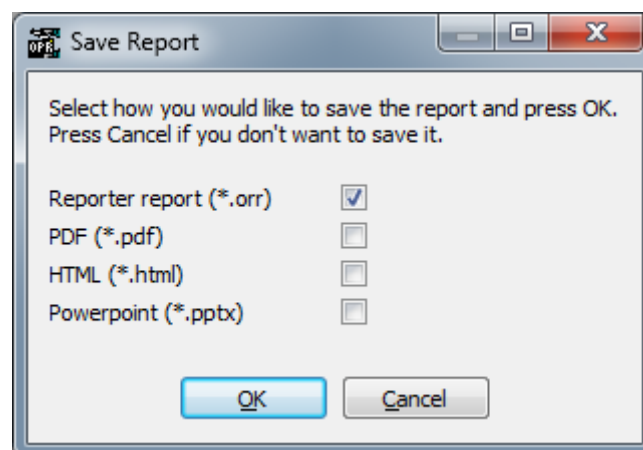 Save Report
Select how you would like to save the report and press OK.
Press Cancel if you don't want to save it.
Reporter report (*.orr)
PDF (*.pdf)
HTML (*.html)
Powerpoint (*.pptx)
OK
Cancel